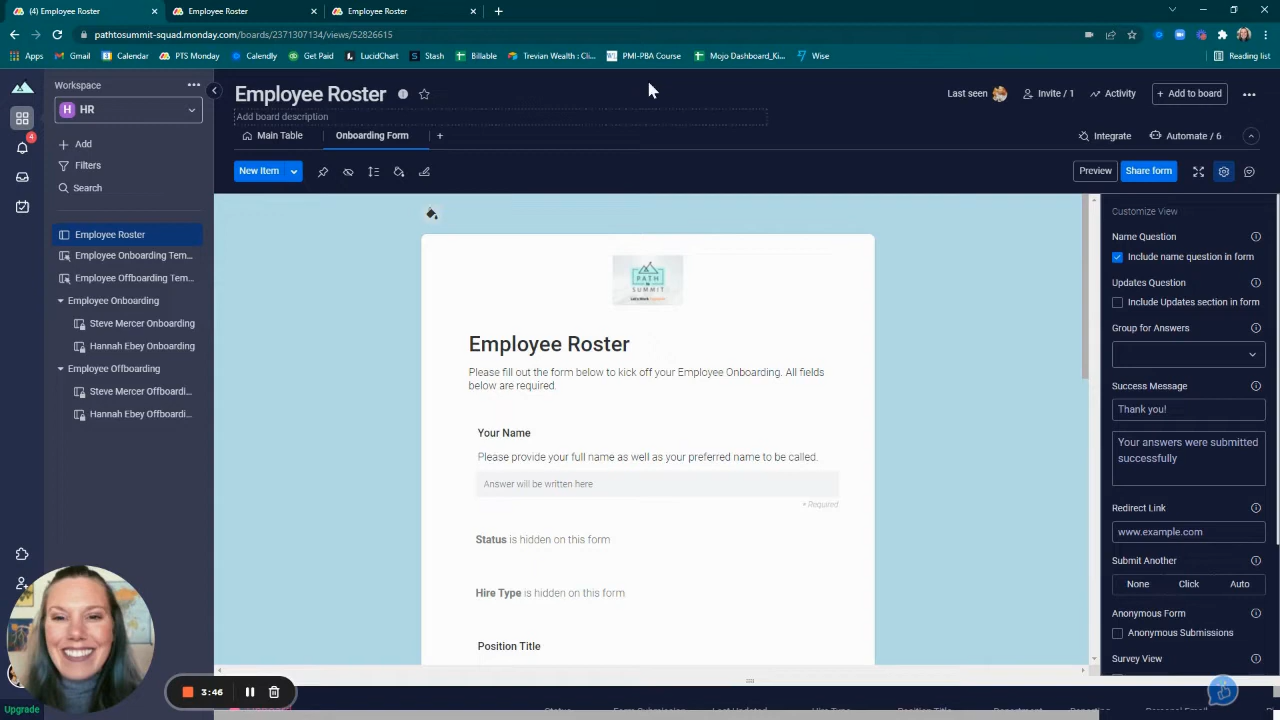 (4) Employee Roster
Employee Roster
Employee Roster
pathtosummit-squad.monday.com/boards/2371307134/views/52826615
Apps
Gmail
Calendar
PTS Monday
Calendly
Get Paid
LucidChart
Stash
Billable
Trevian Wealth : Cli...
PMI-PBA Course
Mojo Dashboard_Ki...
Wise
Reading list
Workspace
H HR
Add
Filters
Search
4
Employee Roster
Employee Onboarding Tem...
Employee Offboarding Tem...
Employee Onboarding
Steve Mercer Onboarding
Hannah Ebey Onboarding
Employee Offboarding
Steve Mercer Offboardi...
Hannah Ebey Offboardi...
Upgrade
3:46
Employee Roster
Add board description
Last seen
Invite / 1
Activity
+ Add to board
Main Table
Onboarding Form
Integrate
Automate / 6
New Item
Preview
Share form
PATH
to
SUMMIT
Employee Roster
Please fill out the form below to kick off your Employee Onboarding. All fields
below are required.
Your Name
Please provide your full name as well as your preferred name to be called.
Answer will be written here
* Required
Status is hidden on this form
Hire Type is hidden on this form
Position Title
Customize View
Name Question
Include name question in form
Updates Question
Include Updates section in form
Group for Answers
Success Message
Thank you!
Your answers were submitted
successfully
Redirect Link
www.example.com
Submit Another
None
Click
Auto
Anonymous Form
Anonymous Submissions
Survey View